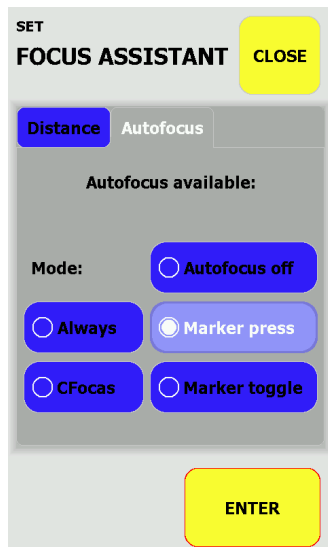 SET
FOCUS ASSISTANT
CLOSE
Distance
Autofocus
Autofocus available:
Mode:
Autofocus off
Always
Marker press
CFocas
Marker toggle
ENTER